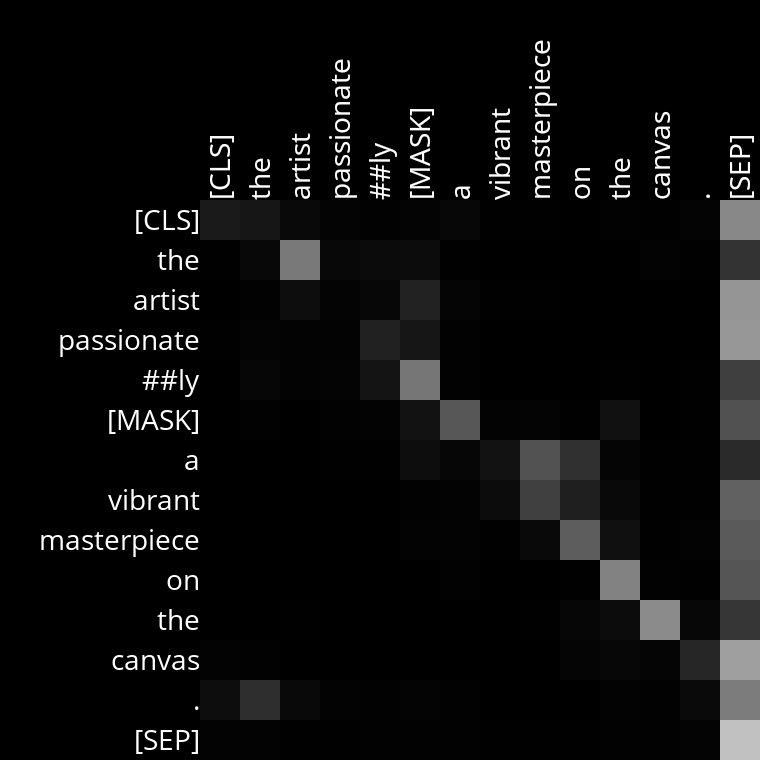 [CLS] the artist passionate ##ly [MASK] a vibrant masterpiece on the canvas . [SEP]
[CLS]
the
artist
passionate
##ly
[MASK]
a
vibrant
masterpiece
on
the
canvas
.
[SEP]